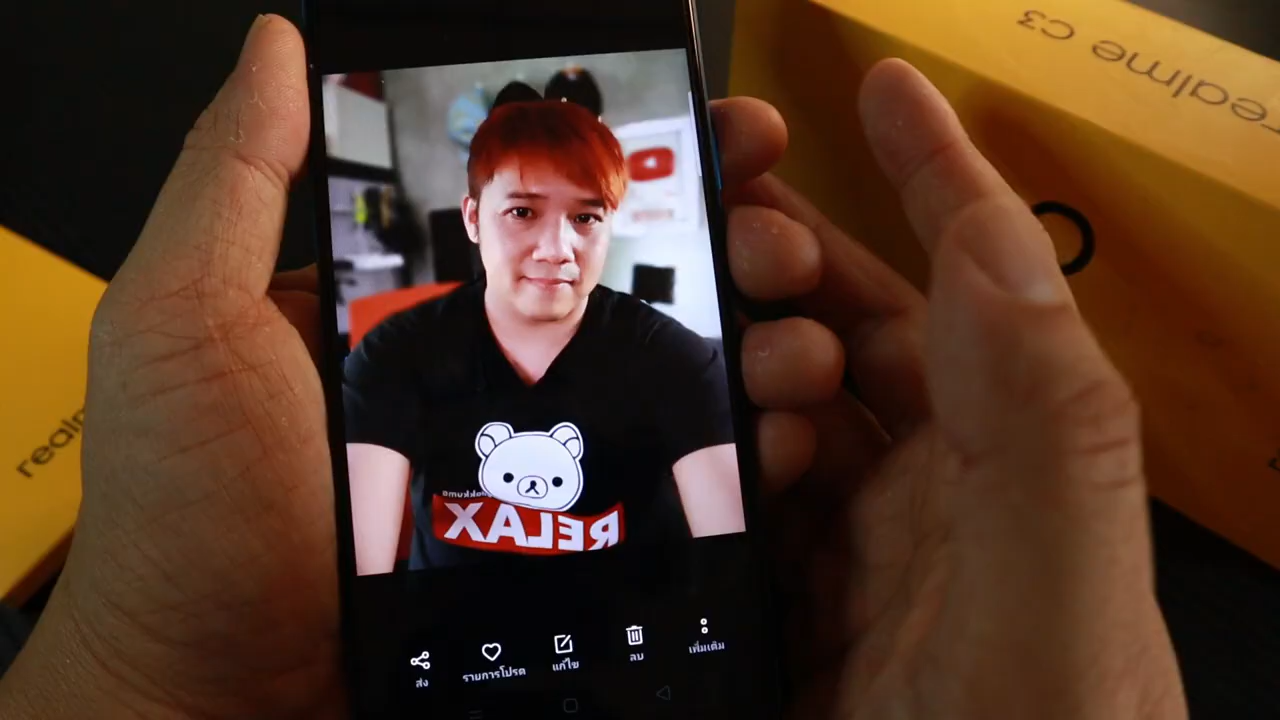 realme C3
realm
RELAX
ส่ง
รายการโปรด
แก้ไข
ลบ
เพิ่มเติม